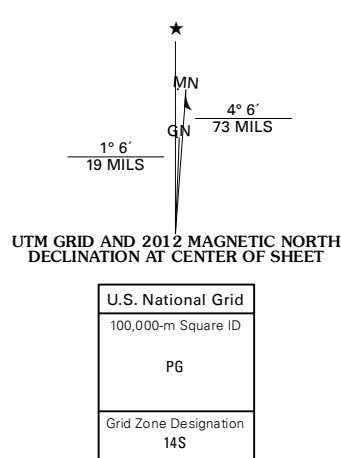 ★
MN
4° 6´
73 MILS
GN
1° 6´
19 MILS
UTM GRID AND 2012 MAGNETIC NORTH
DECLINATION AT CENTER OF SHEET
U.S. National Grid
100,000-m Square ID
PG
Grid Zone Designation
14S